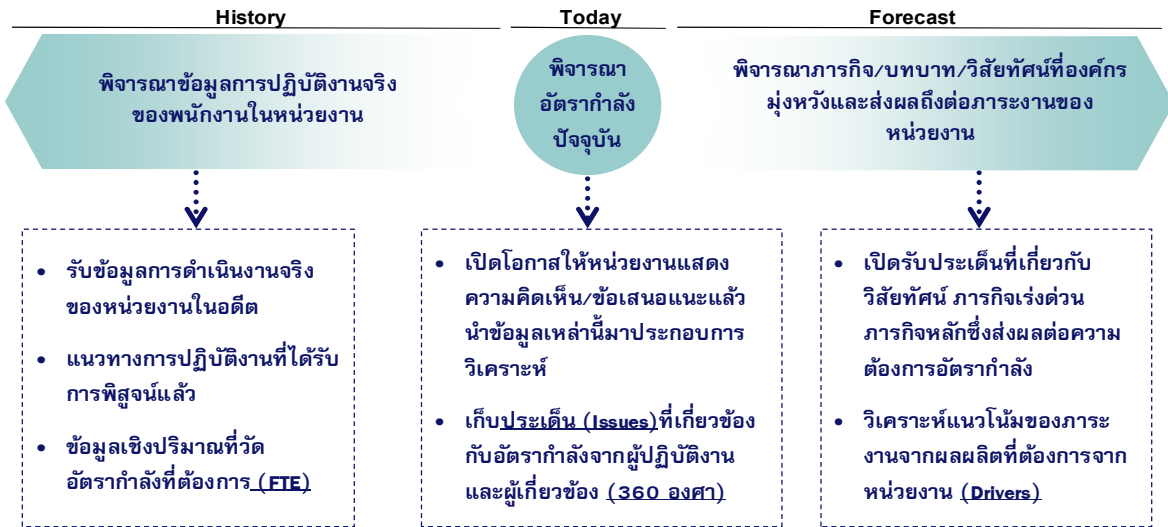 History
Today
Forecast
พิจารณาข้อมูลการปฏิบัติงานจริง
ของพนักงานในหน่วยงาน
พิจารณา
อัตรากำลัง
ปัจจุบัน
พิจารณาภารกิจ/บทบาท/วิสัยทัศน์ที่องค์กร
มุ่งหวังและส่งผลถึงต่อภาระงานของ
หน่วยงาน
• รับข้อมูลการดำเนินงานจริง
ของหน่วยงานในอดีต
• แนวทางการปฏิบัติงานที่ได้รับ
การพิสูจน์แล้ว
• ข้อมูลเชิงปริมาณที่วัด
อัตรากำลังที่ต้องการ (FTE)
• เปิดโอกาสให้หน่วยงานแสดง
ความคิดเห็น/ข้อเสนอแนะแล้ว
นำข้อมูลเหล่านี้มาประกอบการ
วิเคราะห์
• เก็บประเด็น (Issues)ที่เกี่ยวข้อง
กับอัตรากำลังจากผู้ปฏิบัติงาน
และผู้เกี่ยวข้อง (360 องศา)
• เปิดรับประเด็นที่เกี่ยวกับ
วิสัยทัศน์ ภารกิจเร่งด่วน
ภารกิจหลักซึ่งส่งผลต่อความ
ต้องการอัตรากำลัง
• วิเคราะห์แนวโน้มของภาระ
งานจากผลผลิตที่ต้องการจาก
หน่วยงาน (Drivers)